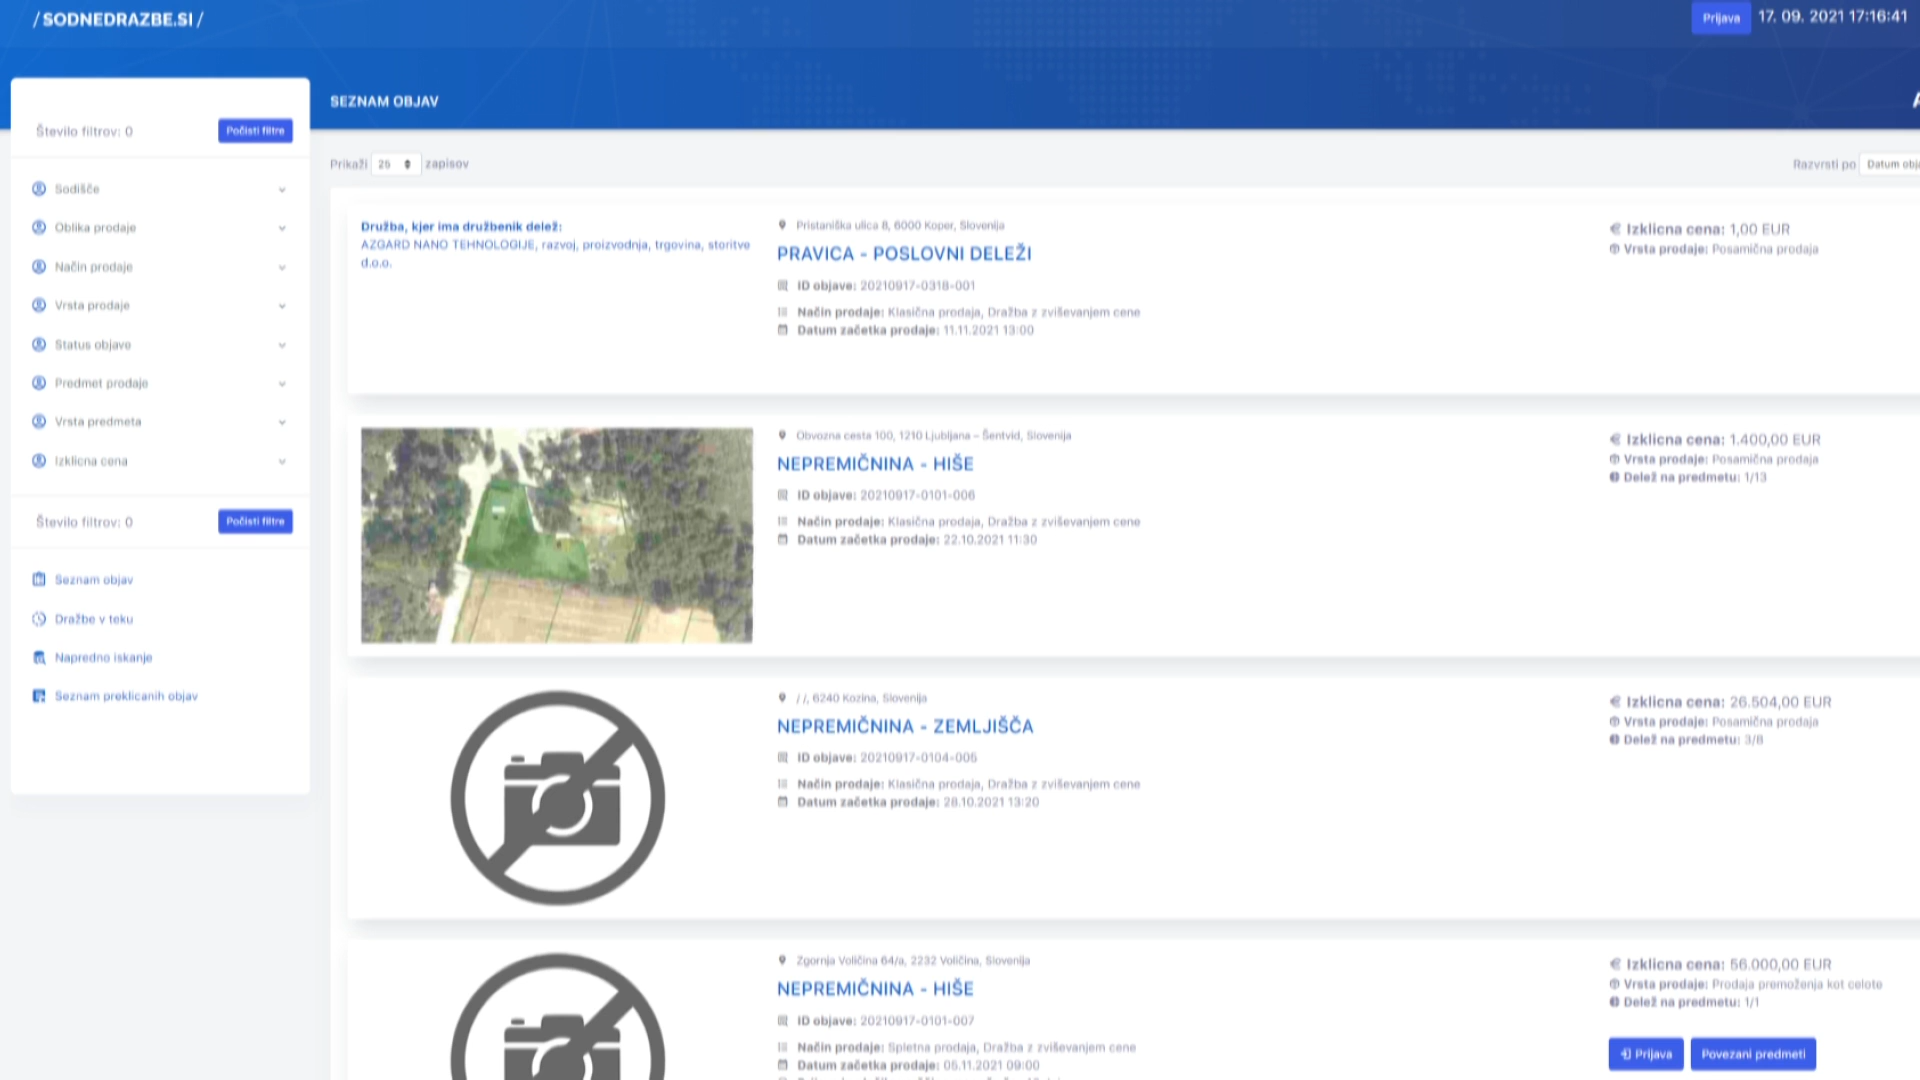 / SODNEDRAZBE.SI /
Prijava
17. 09. 2021 17:16:41
SEZNAM OBJAV
Število filtrov: 0
Počisti filtre
Sodišče
Oblika prodaje
Način prodaje
Vrsta prodaje
Status objave
Predmet prodaje
Vrsta predmeta
Izklicna cena
Število filtrov: 0
Počisti filtre
Seznam objav
Dražbe v teku
Napredno iskanje
Seznam preklicanih objav
Prikaži 25 zapisov
Razvrsti po
Datum obja
Družba, kjer ima družbenik delež:
AZGARD NANO TEHNOLOGIJE, razvoj, proizvodnja, trgovina, storitve
d.o.o.
Pristaniška ulica 8, 6000 Koper, Slovenija
PRAVICA - POSLOVNI DELEŽI
ID objave: 20210917-0318-001
Način prodaje: Klasična prodaja, Dražba z zviševanjem cene
Datum začetka prodaje: 11.11.2021 13:00
€ Izklicna cena: 1,00 EUR
Vrsta prodaje: Posamična prodaja
Obvozna cesta 100, 1210 Ljubljana – Šentvid, Slovenija
NEPREMIČNINA - HIŠE
ID objave: 20210917-0101-006
Način prodaje: Klasična prodaja, Dražba z zviševanjem cene
Datum začetka prodaje: 22.10.2021 11:30
€ Izklicna cena: 1.400,00 EUR
Vrsta prodaje: Posamična prodaja
Delež na predmetu: 1/13
/ /, 6240 Kozina, Slovenija
NEPREMIČNINA - ZEMLJIŠČA
ID objave: 20210917-0104-005
Način prodaje: Klasična prodaja, Dražba z zviševanjem cene
Datum začetka prodaje: 28.10.2021 13:20
€ Izklicna cena: 26.504,00 EUR
Vrsta prodaje: Posamična prodaja
Delež na predmetu: 3/8
Zgornja Voličina 64/a, 2232 Voličina, Slovenija
NEPREMIČNINA - HIŠE
ID objave: 20210917-0101-007
Način prodaje: Spletna prodaja, Dražba z zviševanjem cene
Datum začetka prodaje: 05.11.2021 09:00
€ Izklicna cena: 56.000,00 EUR
Vrsta prodaje: Prodaja premoženja kot celote
Delež na predmetu: 1/1
Prijava
Povezani predmeti